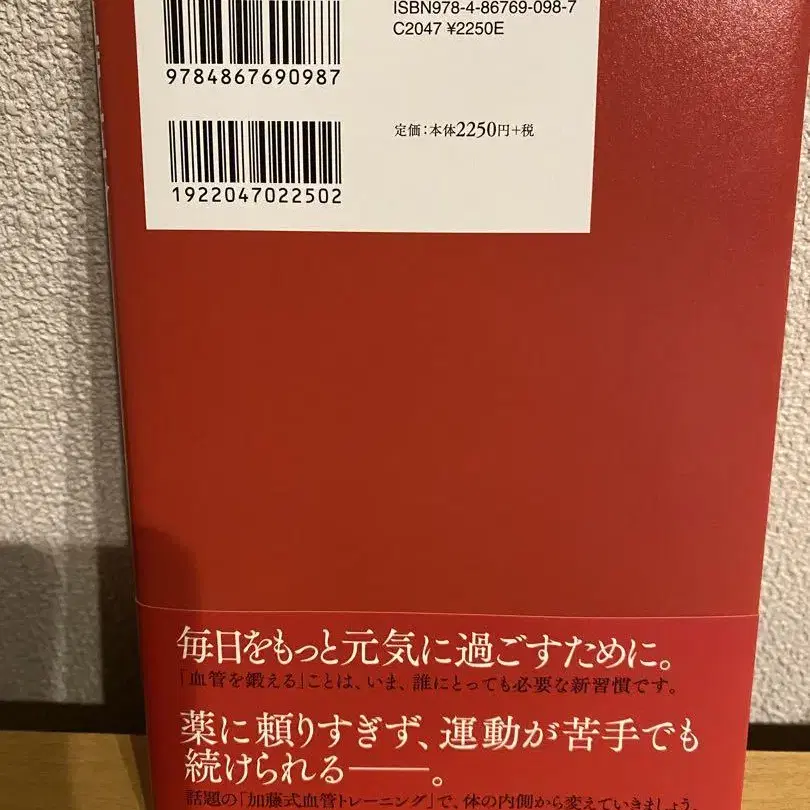 ISBN978-4-86769-098-7
C2047 ¥2250E
9784867690987
定価:本体2250円+税
1922047022502
毎日をもっと元気に過ごすために。
「血管を鍛える」ことは、いま、誰にとっても必要な新習慣です。
薬に頼りすぎず、運動が苦手でも
続けられる――。
話題の「加藤式血管トレーニング」で、体の内側から変えていきましょう。